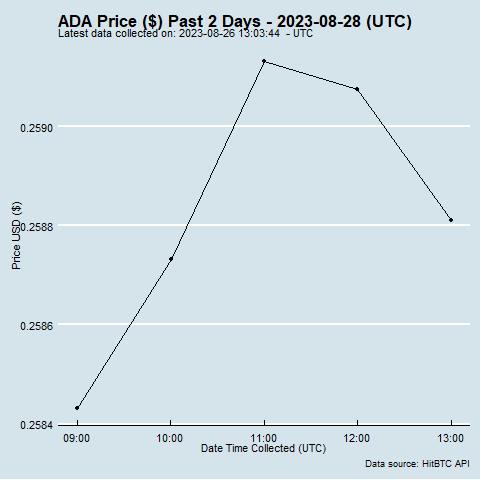 ADA Price ($) Past 2 Days - 2023-08-28 (UTC)
Latest data collected on: 2023-08-26 13:03:44 - UTC
0.2590
0.2588
0.2586
0.2584
Price USD ($)
09:00 10:00 11:00 12:00 13:00
Date Time Collected (UTC)
Data source: HitBTC API